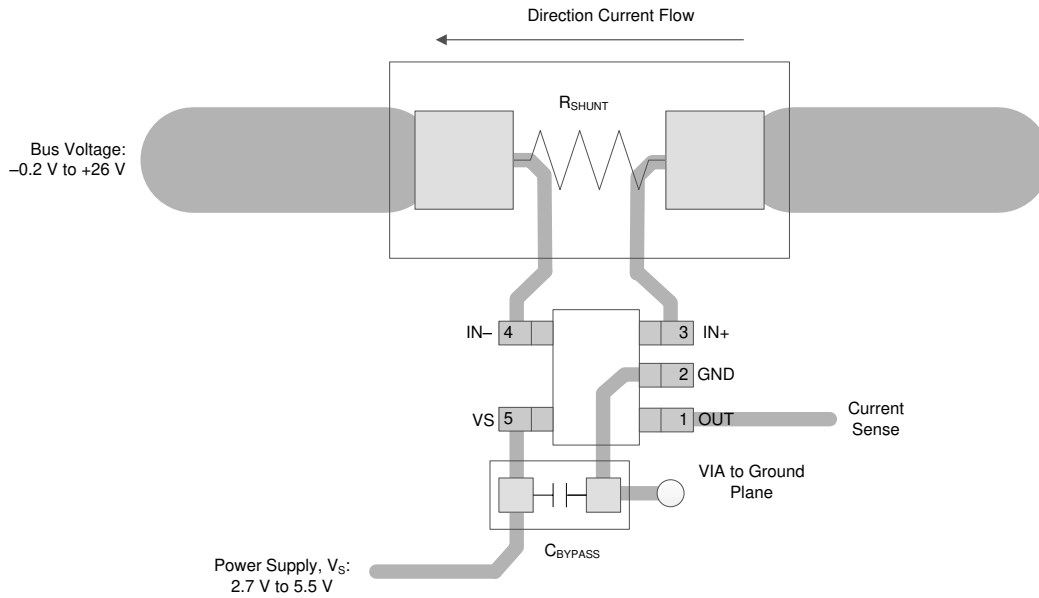 Direction Current Flow
RSHUNT
Bus Voltage:
–0.2 V to +26 V
IN– 4
3 IN+
2 GND
VS 5
1 OUT
Current
Sense
VIA to Ground
Plane
CBYPASS
Power Supply, VS:
2.7 V to 5.5 V